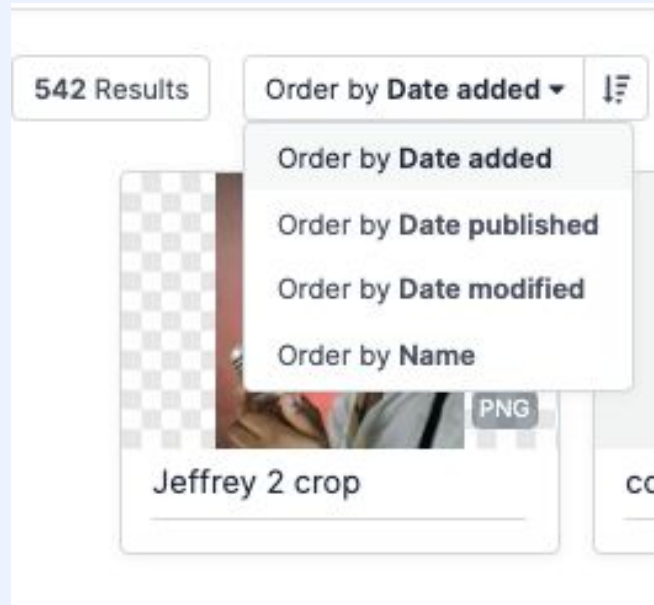 542 Results
Order by Date added
Order by Date added
Order by Date published
Order by Date modified
Order by Name
PNG
Jeffrey 2 crop